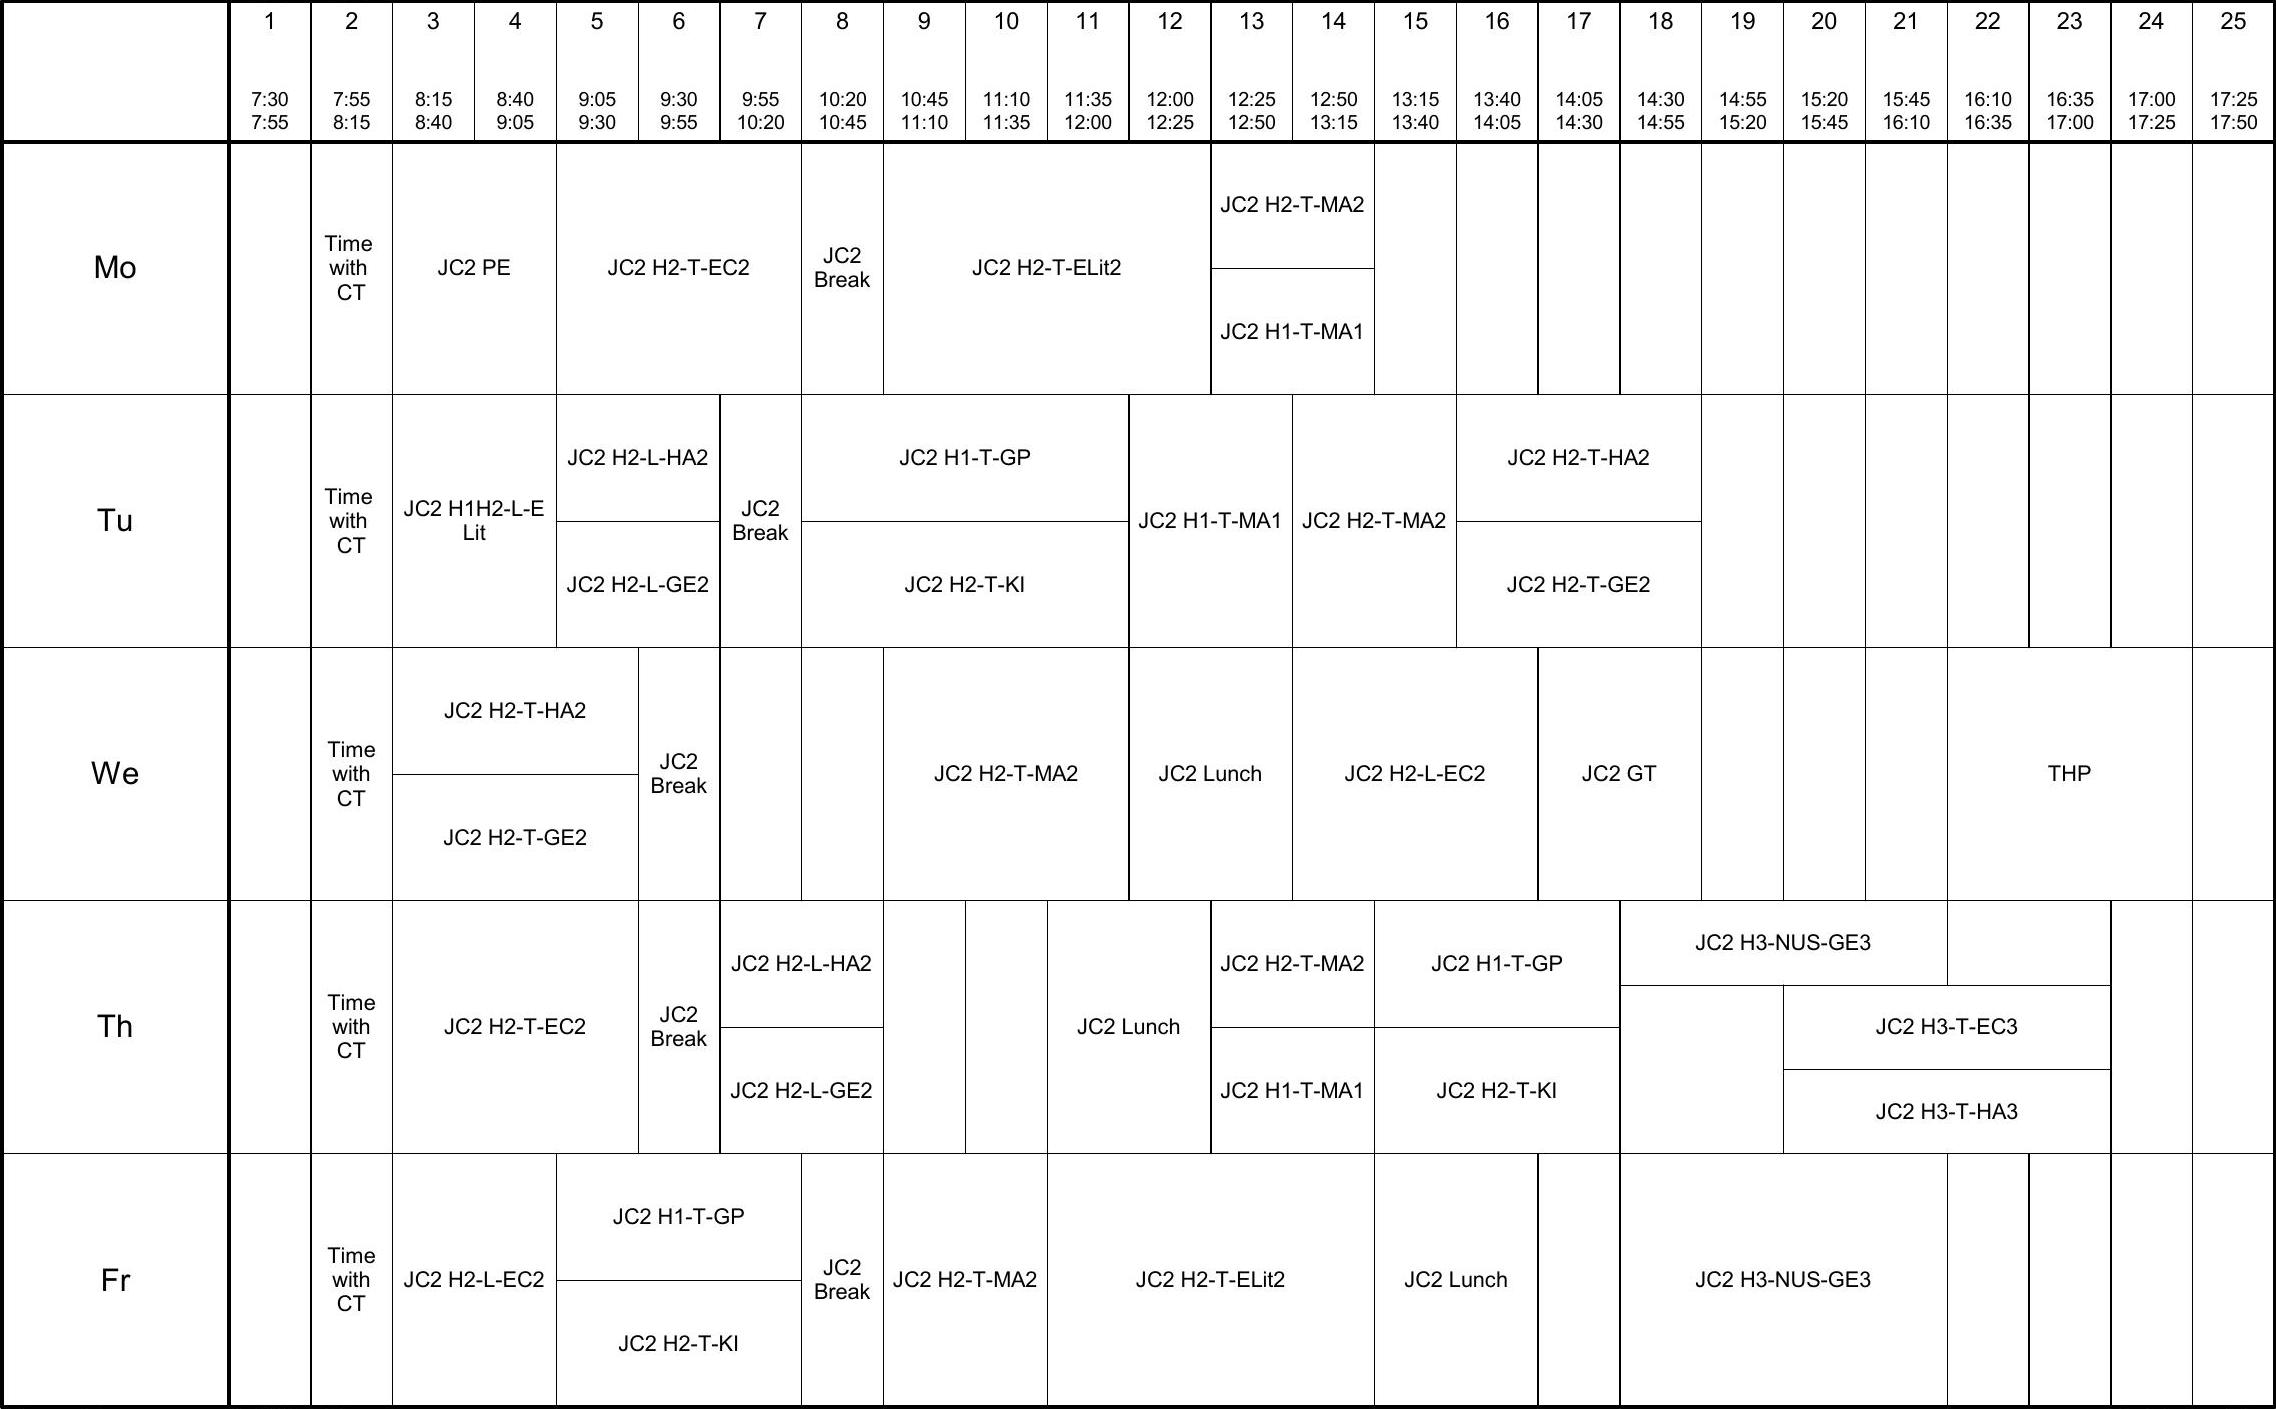 1 2 3 4 5 6 7 8 9 10 11 12 13 14 15 16 17 18 19 20 21 22 23 24 25
7:30 7:55 8:15 8:40 9:05 9:30 9:55 10:20 10:45 11:10 11:35 12:00 12:25 12:50 13:15 13:40 14:05 14:30 14:55 15:20 15:45 16:10 16:35 17:00 17:25
7:55 8:15 8:40 9:05 9:30 9:55 10:20 10:45 11:10 11:35 12:00 12:25 12:50 13:15 13:40 14:05 14:30 14:55 15:20 15:45 16:10 16:35 17:00 17:25 17:50
Mo
Time
with
CT
JC2 PE
JC2 H2-T-EC2
JC2
Break
JC2 H2-T-ELit2
JC2 H2-T-MA2
JC2 H1-T-MA1
Tu
Time
with
CT
JC2 H1H2-L-E
Lit
JC2 H2-L-HA2
JC2 H2-L-GE2
JC2
Break
JC2 H1-T-GP
JC2 H2-T-KI
JC2 H1-T-MA1
JC2 H2-T-MA2
JC2 H2-T-HA2
JC2 H2-T-GE2
We
Time
with
CT
JC2 H2-T-HA2
JC2 H2-T-GE2
JC2
Break
JC2 H2-T-MA2
JC2 Lunch
JC2 H2-L-EC2
JC2 GT
THP
Th
Time
with
CT
JC2 H2-T-EC2
JC2
Break
JC2 H2-L-HA2
JC2 H2-L-GE2
JC2 Lunch
JC2 H2-T-MA2
JC2 H1-T-MA1
JC2 H1-T-GP
JC2 H2-T-KI
JC2 H3-NUS-GE3
JC2 H3-T-EC3
JC2 H3-T-HA3
Fr
Time
with
CT
JC2 H2-L-EC2
JC2 H1-T-GP
JC2 H2-T-KI
JC2
Break
JC2 H2-T-MA2
JC2 H2-T-ELit2
JC2 Lunch
JC2 H3-NUS-GE3